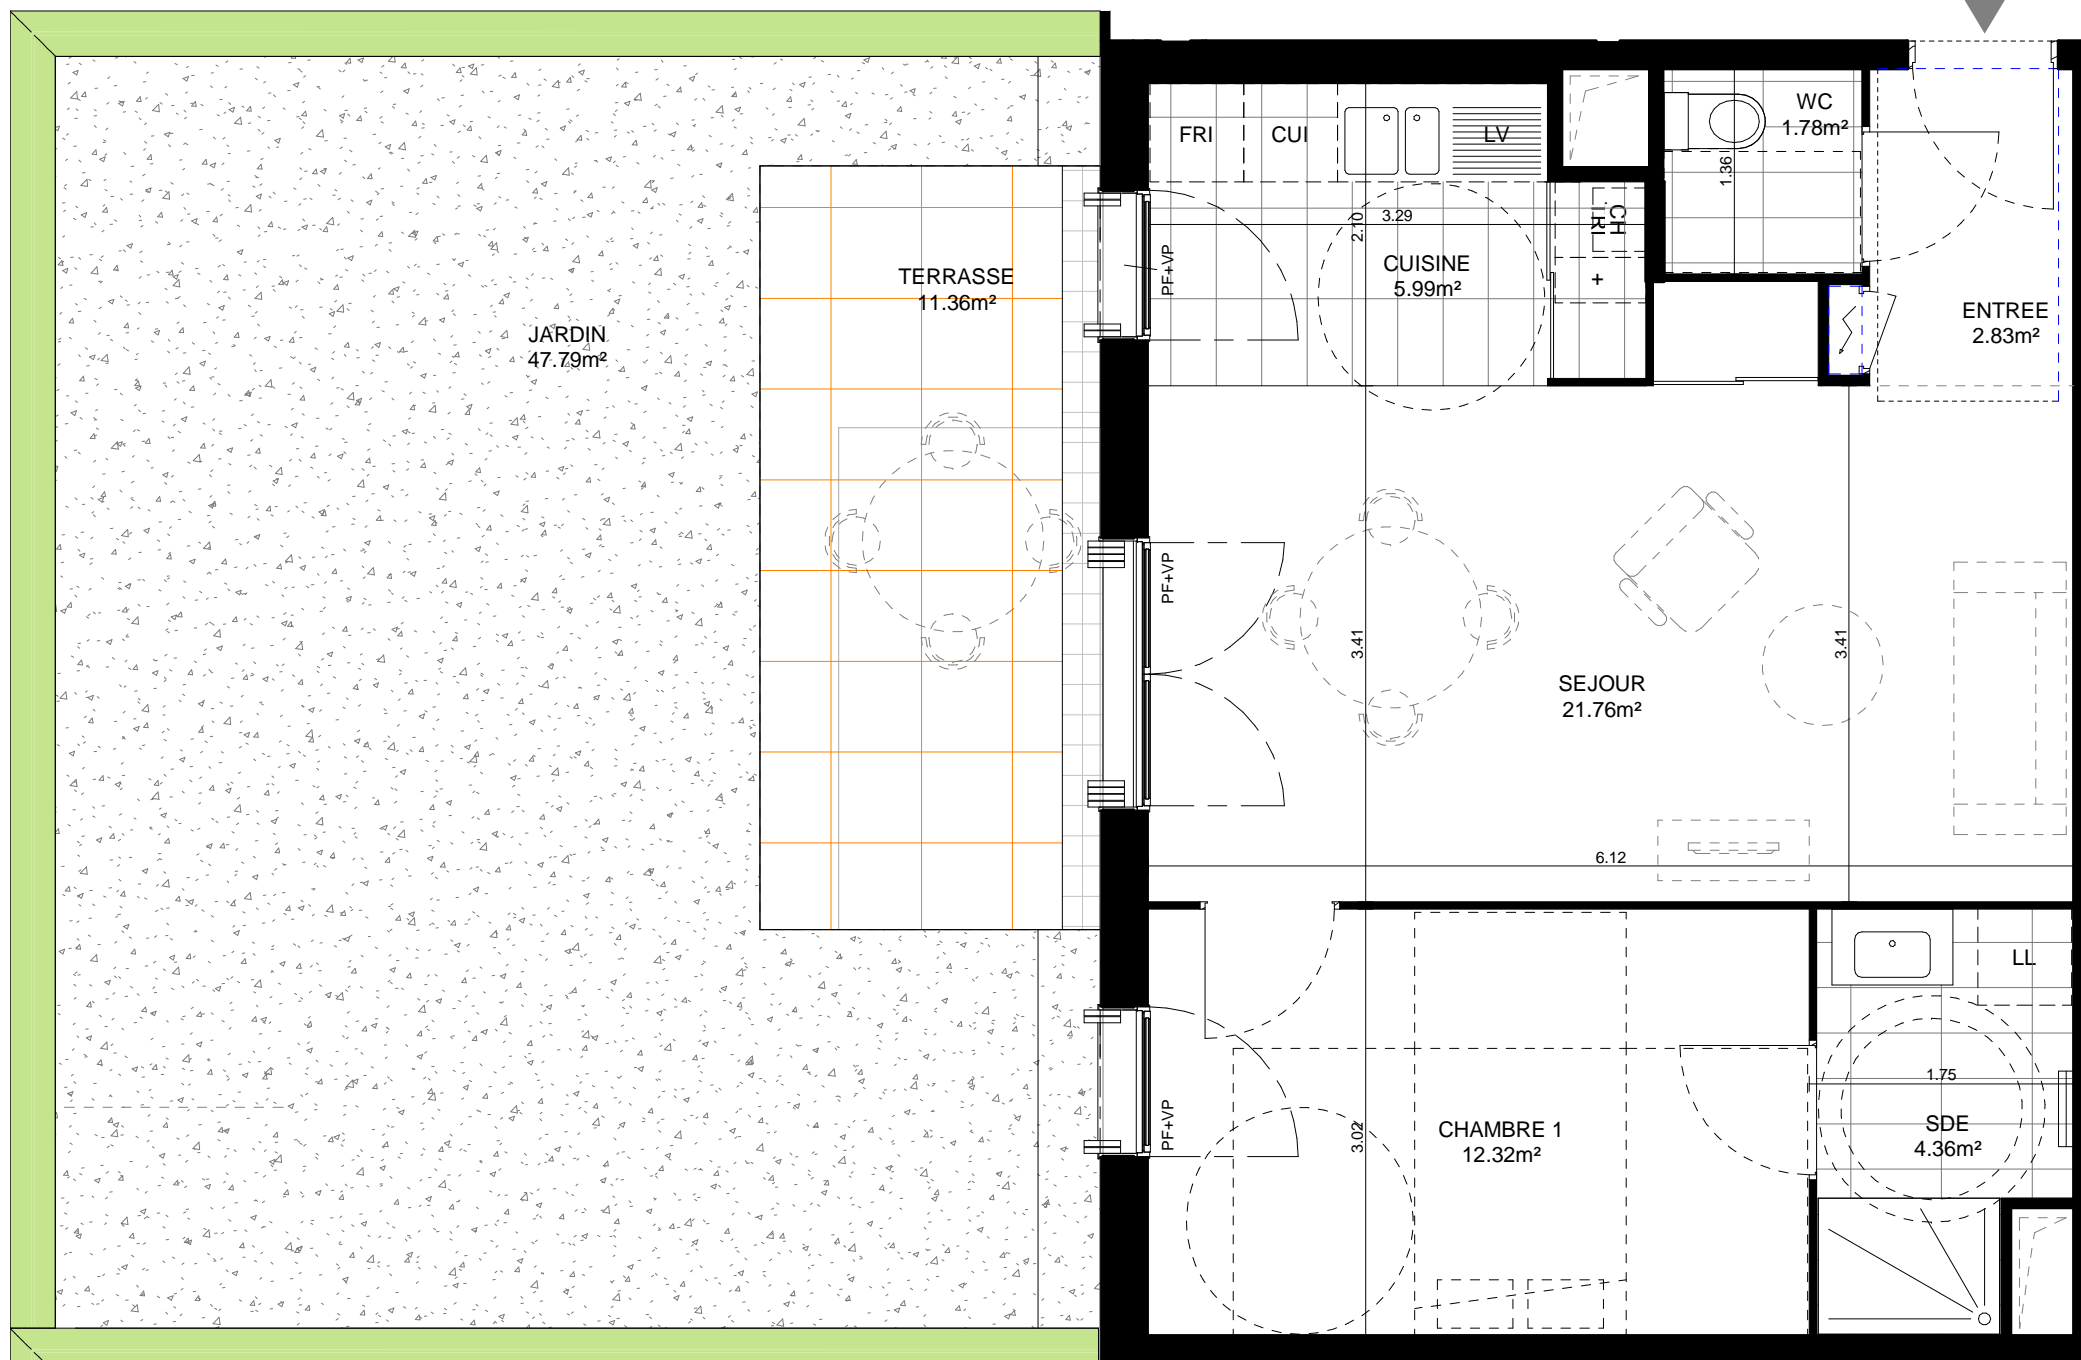 WC
1.78m²
FRI
CUI
LV
1.36
CH
RI
2.10
3.29
PF+VP
CUISINE
5.99m²
+
TERRASSE
11.36m²
ENTREE
2.83m²
JARDIN
47.79m²
PF+VP
3.41
3.41
SEJOUR
21.76m²
6.12
LL
1.75
PF+VP
3.02
CHAMBRE 1
12.32m²
SDE
4.36m²